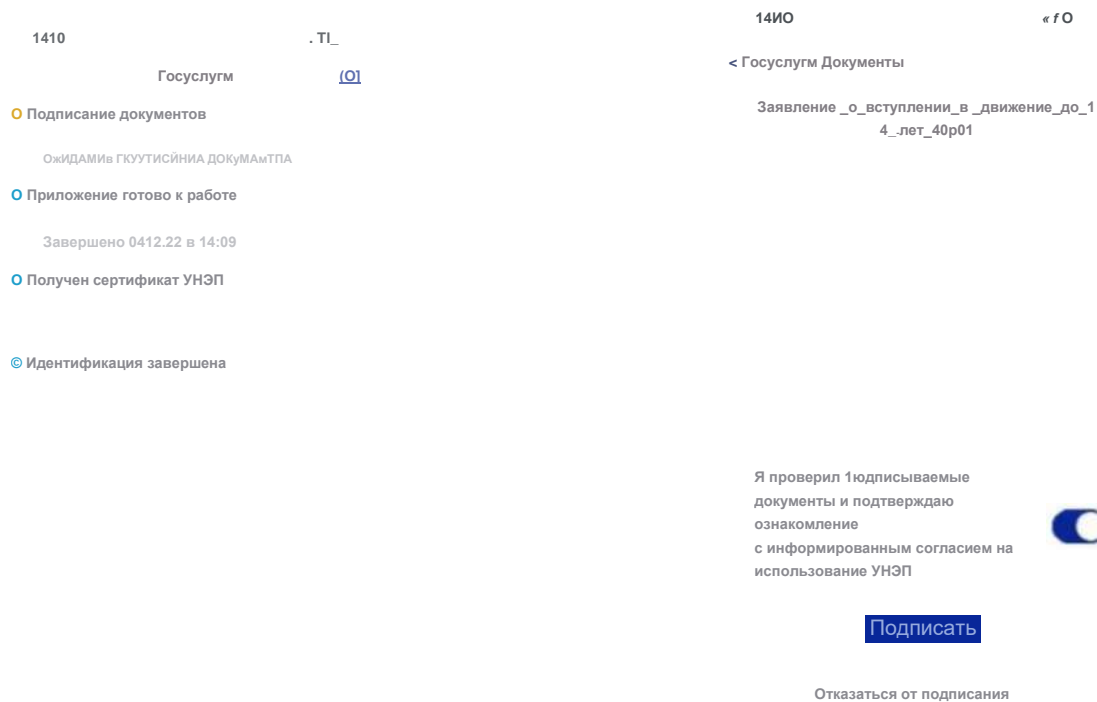 1410 . TI_
Госуслугм (O]
О Подписание документов
ОжИДАМИв ГКУУТИСЙНИА ДОКуМАмТПА
О Приложение готово к работе
Завершено 0412.22 в 14:09
О Получен сертификат УНЭП
© Идентификация завершена
14ИО « f О
< Госуслугм Документы
Заявление _о_вступлении_в _движение_до_1
4_.лет_40р01
Я проверил 1юдписываемые
документы и подтверждаю
ознакомление
с информированным согласием на
использование УНЭП
Подписать
Отказаться от подписания